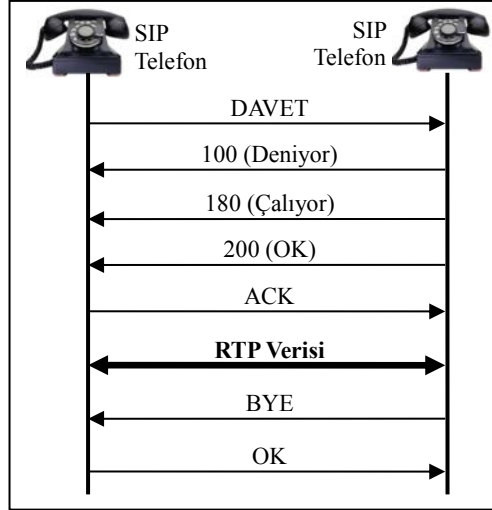 SIP
Telefon
SIP
Telefon
DAVET
100 (Deniyor)
180 (Çalıyor)
200 (OK)
ACK
RTP Verisi
BYE
OK